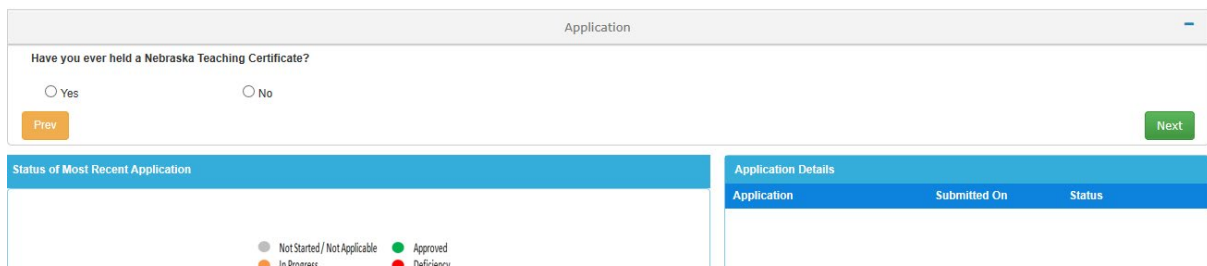 Application
Have you ever held a Nebraska Teaching Certificate?
Yes No
Prev Next
Status of Most Recent Application
Application Details
Application Submitted On Status
Not Started / Not Applicable Approved
In Progress Deficiency